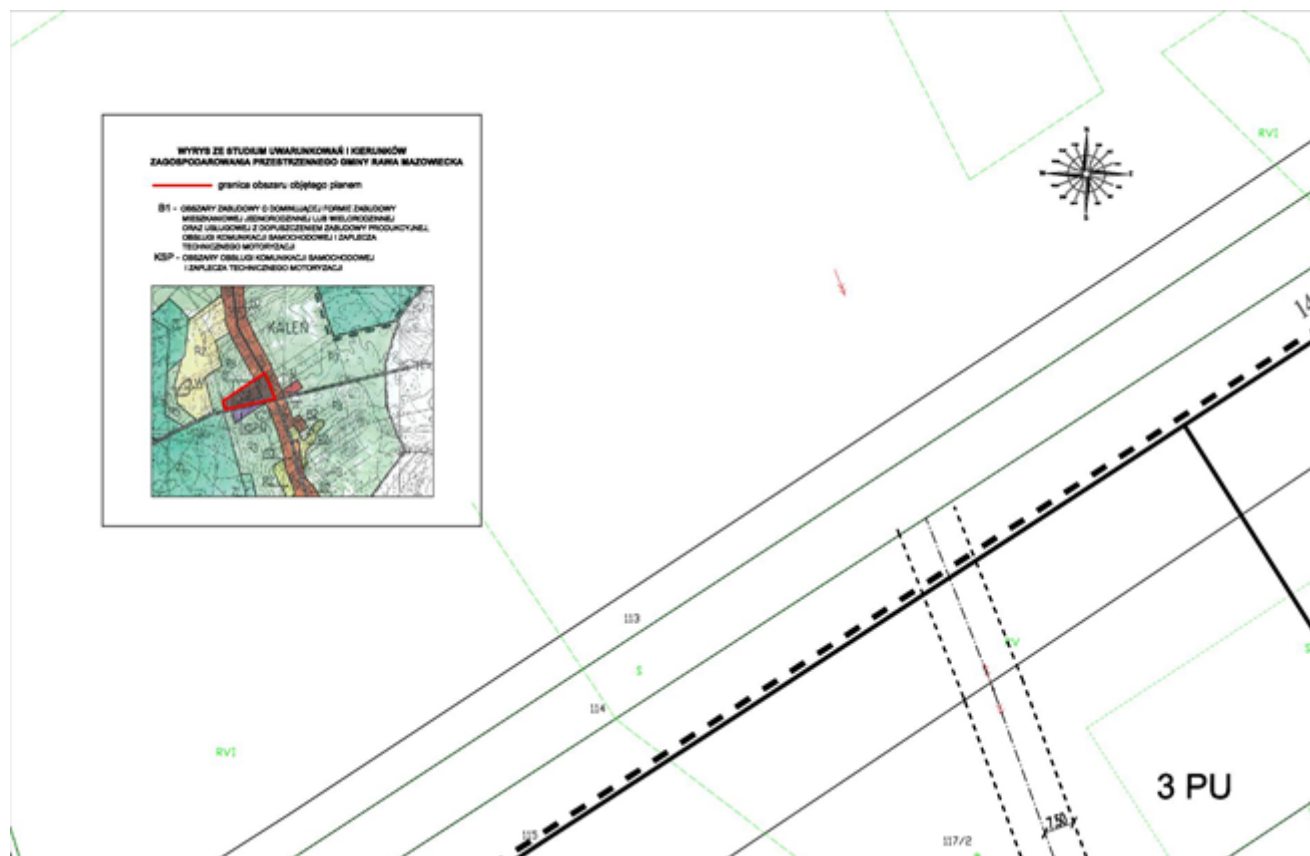 WYRYS ZE STUDIUM UWARUNKOWAŃ I KIERUNKÓW
ZAGOSPODAROWANIA PRZESTRZENNEGO GMINY RAWA MAZOWIECKA
granica obszaru objętego planem
B1 - OBSZARY ZABUDOWY O DOMINUJĄCEJ FORMIE ZABUDOWY
MIESZKANIOWEJ JEDNORODZINNEJ LUB WIELORODZINNEJ
ORAZ USŁUGOWEJ Z DOPUSZCZENIEM ZABUDOWY PRODUKCYJNEJ,
OBSŁUGI KOMUNIKACJI SAMOCHODOWEJ I ZAPLECZA
TECHNICZNEGO MOTORYZACJI
KSP - OBSZARY OBSŁUGI KOMUNIKACJI SAMOCHODOWEJ
I ZAPLECZA TECHNICZNEGO MOTORYZACJI
KALEŃ
RVI
N
E
S
W
14
113
S
114
RV
S
RVI
3 PU
7.50
115
117/2